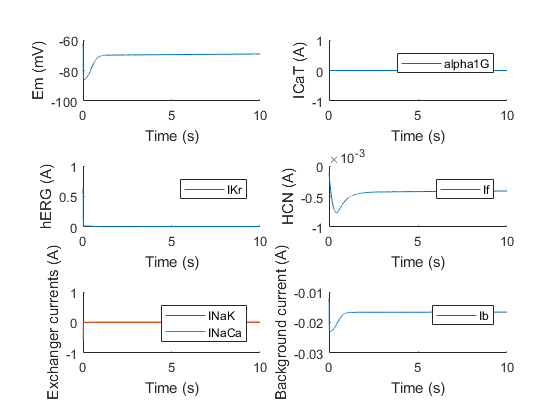 Em (mV)
-60
-80
-100
0
5
10
Time (s)
ICaT (A)
1
0
-1
alpha1G
0
5
10
Time (s)
hERG (A)
1
0.5
0
IKr
0
5
10
Time (s)
HCN (A)
×10⁻³
0
-0.5
-1
If
0
5
10
Time (s)
Exchanger currents (A)
1
0
-1
INaK
INaCa
0
5
10
Time (s)
Background current (A)
-0.01
-0.02
-0.03
Ib
0
5
10
Time (s)